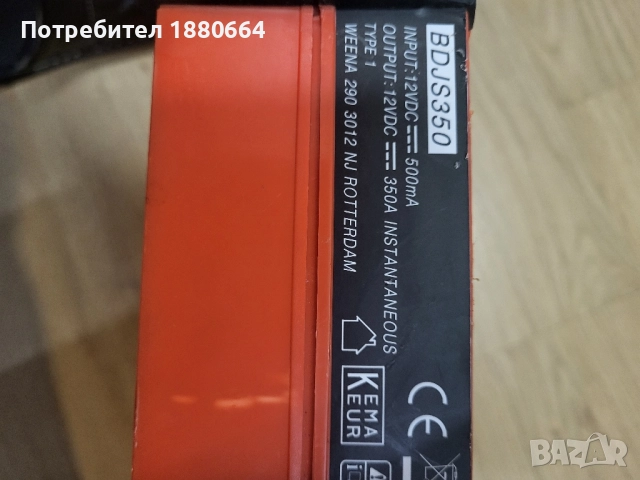 Потребител 1880664
BDJS350
INPUT:12VDC ⎓ 500mA
OUTPUT:12VDC ⎓ 350A INSTANTANEOUS
TYPE 1
WEENA 290 3012 NJ ROTTERDAM
CE
KEMA
KEUR
BAZAR